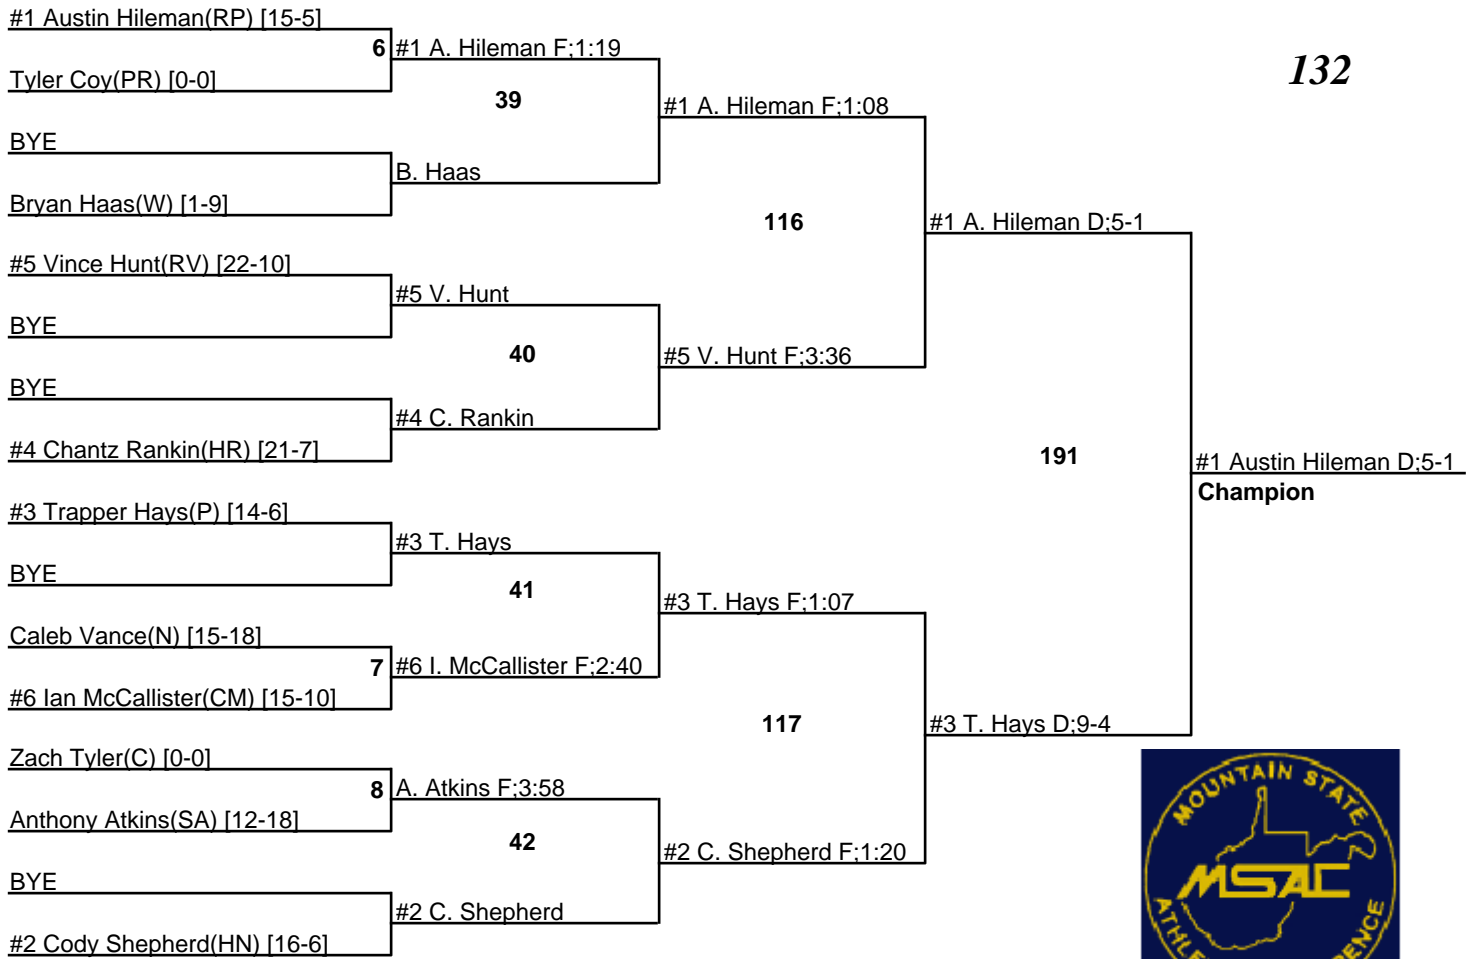 #1 Austin Hileman(RP) [15-5]
6
#1 A. Hileman F;1:19
132
Tyler Coy(PR) [0-0]
39
#1 A. Hileman F;1:08
BYE
B. Haas
Bryan Haas(W) [1-9]
116
#1 A. Hileman D;5-1
#5 Vince Hunt(RV) [22-10]
#5 V. Hunt
BYE
40
#5 V. Hunt F;3:36
BYE
#4 C. Rankin
#4 Chantz Rankin(HR) [21-7]
191
#1 Austin Hileman D;5-1
Champion
#3 Trapper Hays(P) [14-6]
#3 T. Hays
BYE
41
#3 T. Hays F;1:07
Caleb Vance(N) [15-18]
7
#6 I. McCallister F;2:40
#6 Ian McCallister(CM) [15-10]
117
#3 T. Hays D;9-4
Zach Tyler(C) [0-0]
8
A. Atkins F;3:58
Anthony Atkins(SA) [12-18]
42
#2 C. Shepherd F;1:20
BYE
#2 C. Shepherd
#2 Cody Shepherd(HN) [16-6]
MOUNTAIN STATE
MSAC